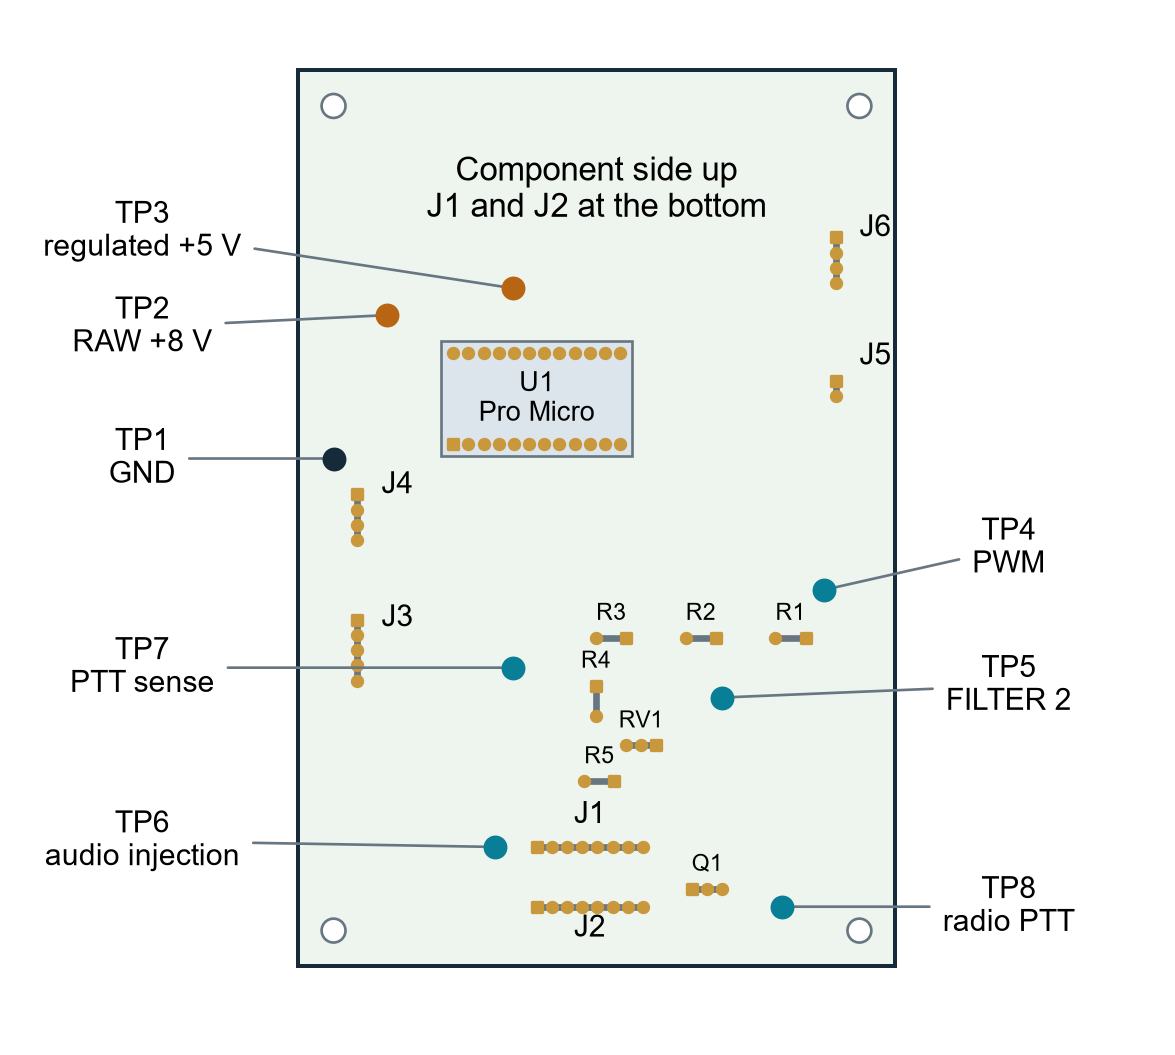 Component side up
J1 and J2 at the bottom
TP3
regulated +5 V
J6
TP2
RAW +8 V
J5
U1
Pro Micro
TP1
GND
J4
TP4
PWM
R3
R2
R1
J3
R4
TP7
PTT sense
TP5
FILTER 2
RV1
R5
J1
TP6
audio injection
Q1
TP8
radio PTT
J2